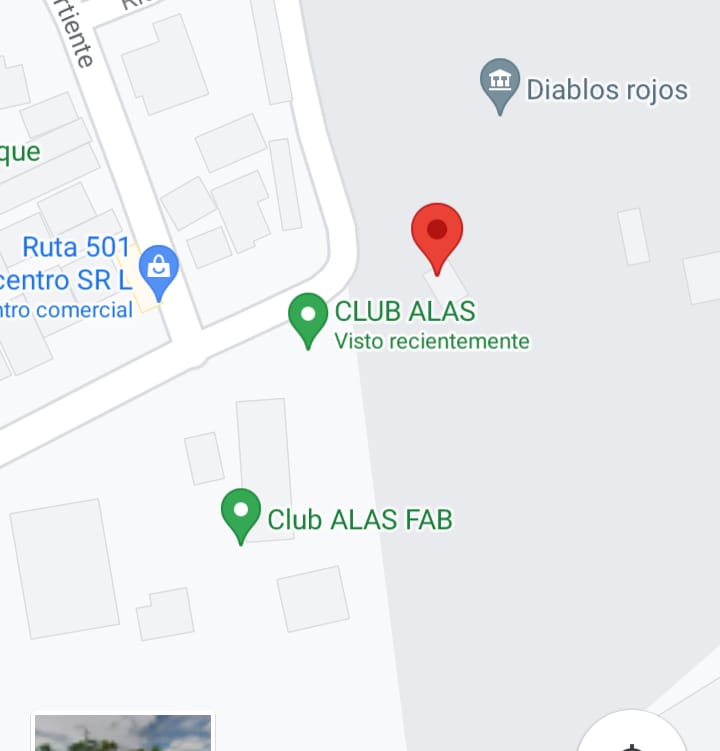 rtiente
Diablos rojos
que
Ruta 501
centro SR L
ntro comercial
CLUB ALAS
Visto recientemente
Club ALAS FAB